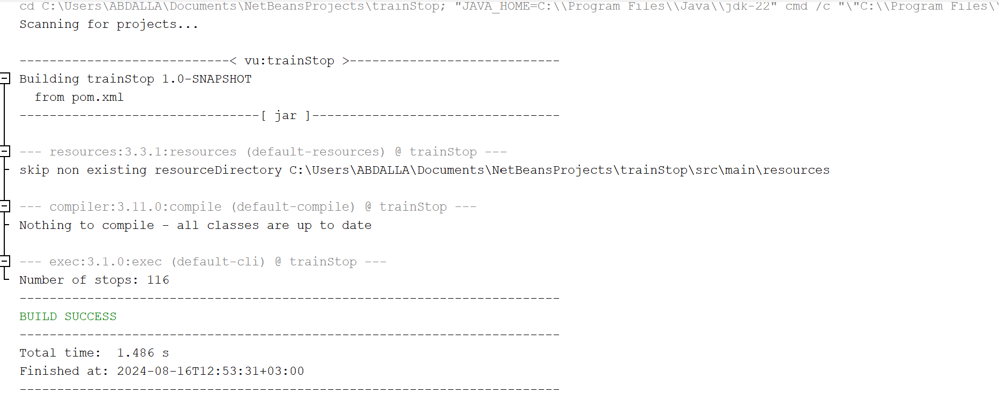 cd C:\Users\ABDALLA\Documents\NetBeansProjects\trainStop; "JAVA_HOME=C:\\Program Files\\Java\\jdk-22" cmd /c "\"C:\\Program Files\\
Scanning for projects...
----------------------------< vu:trainStop >----------------------------
Building trainStop 1.0-SNAPSHOT
  from pom.xml
--------------------------------[ jar ]---------------------------------
--- resources:3.3.1:resources (default-resources) @ trainStop ---
skip non existing resourceDirectory C:\Users\ABDALLA\Documents\NetBeansProjects\trainStop\src\main\resources
--- compiler:3.11.0:compile (default-compile) @ trainStop ---
Nothing to compile - all classes are up to date
--- exec:3.1.0:exec (default-cli) @ trainStop ---
Number of stops: 116
------------------------------------------------------------------------
BUILD SUCCESS
------------------------------------------------------------------------
Total time:  1.486 s
Finished at: 2024-08-16T12:53:31+03:00
------------------------------------------------------------------------